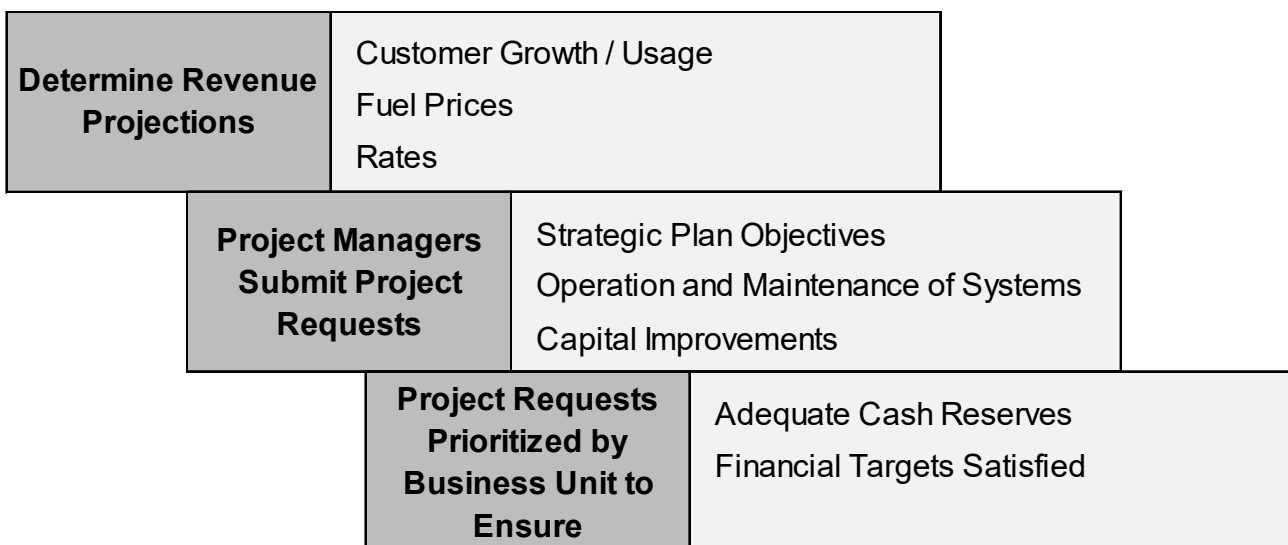 Determine Revenue
Projections
Customer Growth / Usage
Fuel Prices
Rates
Project Managers
Submit Project
Requests
Strategic Plan Objectives
Operation and Maintenance of Systems
Capital Improvements
Project Requests
Prioritized by
Business Unit to
Ensure
Adequate Cash Reserves
Financial Targets Satisfied